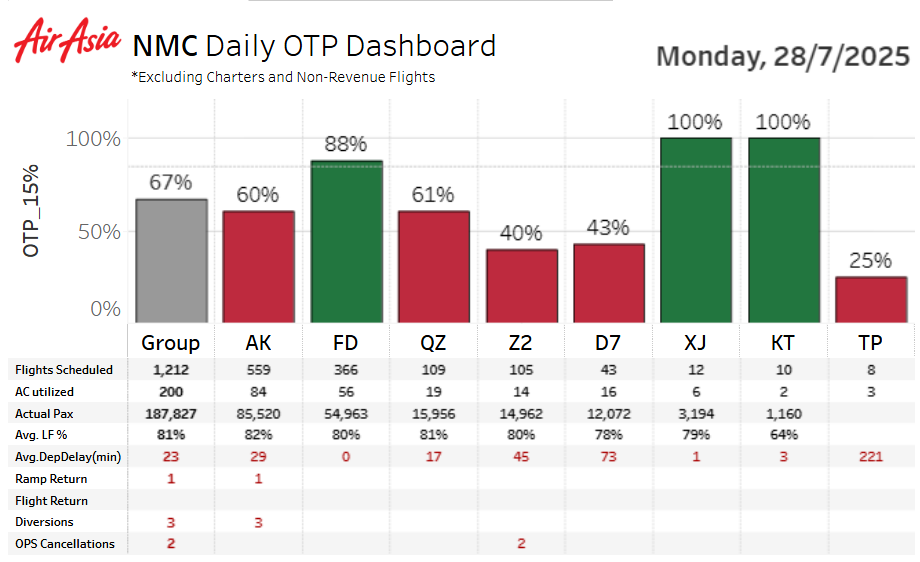 AirAsia
NMC Daily OTP Dashboard
*Excluding Charters and Non-Revenue Flights
Monday, 28/7/2025
OTP_15%
100%
50%
0%
67% 60% 88% 61% 40% 43% 100% 100% 25%
Group AK FD QZ Z2 D7 XJ KT TP
Flights Scheduled 1,212 559 366 109 105 43 12 10 8
AC utilized 200 84 56 19 14 16 6 2 3
Actual Pax 187,827 85,520 54,963 15,956 14,962 12,072 3,194 1,160
Avg. LF % 81% 82% 80% 81% 80% 78% 79% 64%
Avg.DepDelay(min) 23 29 0 17 45 73 1 3 221
Ramp Return 1 1
Flight Return
Diversions 3 3
OPS Cancellations 2 2